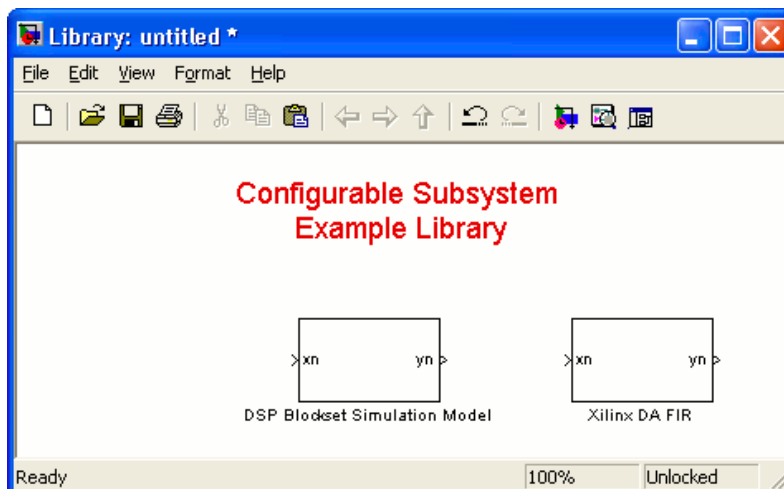 Library: untitled *
File Edit View Format Help
Configurable Subsystem
Example Library
xn yn xn yn
DSP Blockset Simulation Model Xilinx DA FIR
Ready 100% Unlocked